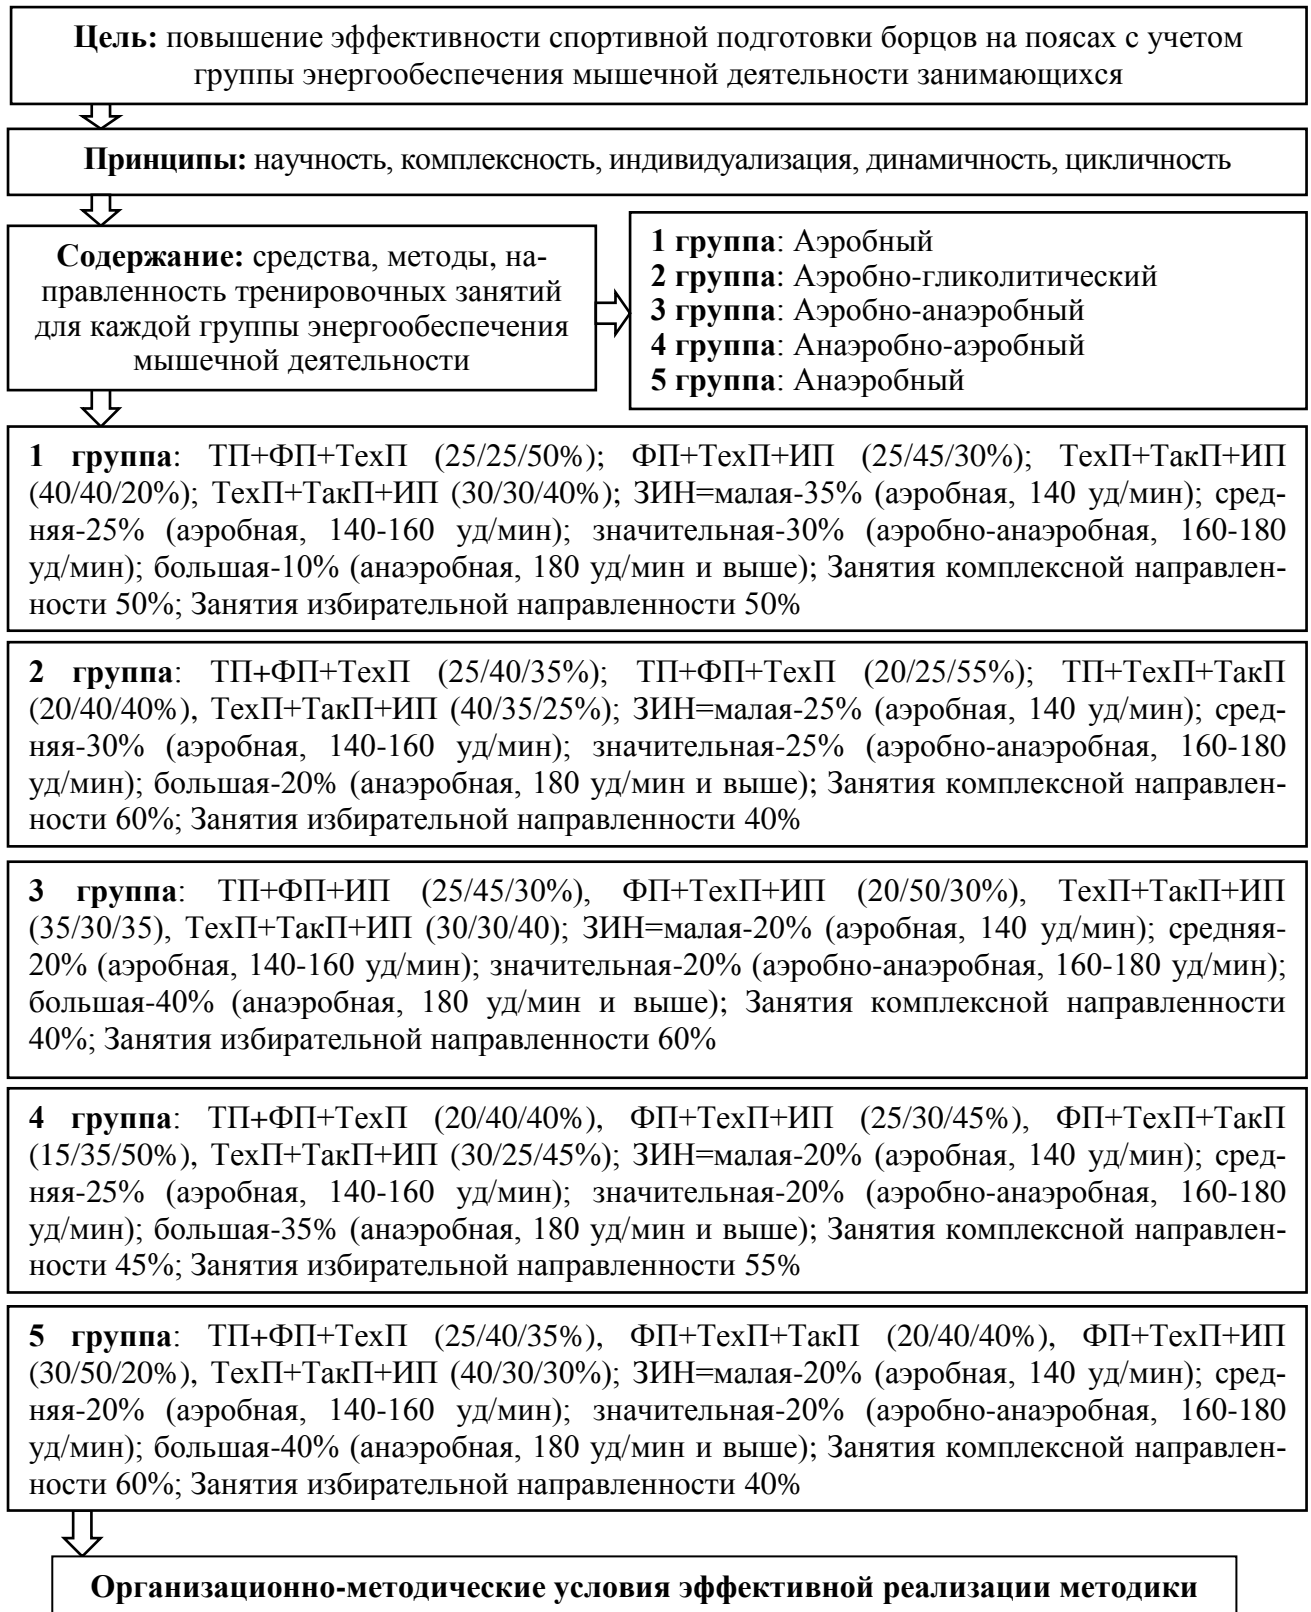 Цель: повышение эффективности спортивной подготовки борцов на поясах с учетом
группы энергообеспечения мышечной деятельности занимающихся
Принципы: научность, комплексность, индивидуализация, динамичность, цикличность
Содержание: средства, методы, на-
правленность тренировочных занятий
для каждой группы энергообеспечения
мышечной деятельности
1 группа: Аэробный
2 группа: Аэробно-гликолитический
3 группа: Аэробно-анаэробный
4 группа: Анаэробно-аэробный
5 группа: Анаэробный
1 группа: ТП+ФП+ТехП (25/25/50%); ФП+ТехП+ИП (25/45/30%); ТехП+ТакП+ИП
(40/40/20%); ТехП+ТакП+ИП (30/30/40%); ЗИН=малая-35% (аэробная, 140 уд/мин); сред-
няя-25% (аэробная, 140-160 уд/мин); значительная-30% (аэробно-анаэробная, 160-180
уд/мин); большая-10% (анаэробная, 180 уд/мин и выше); Занятия комплексной направлен-
ности 50%; Занятия избирательной направленности 50%
2 группа: ТП+ФП+ТехП (25/40/35%); ТП+ФП+ТехП (20/25/55%); ТП+ТехП+ТакП
(20/40/40%), ТехП+ТакП+ИП (40/35/25%); ЗИН=малая-25% (аэробная, 140 уд/мин); сред-
няя-30% (аэробная, 140-160 уд/мин); значительная-25% (аэробно-анаэробная, 160-180
уд/мин); большая-20% (анаэробная, 180 уд/мин и выше); Занятия комплексной направлен-
ности 60%; Занятия избирательной направленности 40%
3 группа: ТП+ФП+ИП (25/45/30%), ФП+ТехП+ИП (20/50/30%), ТехП+ТакП+ИП
(35/30/35), ТехП+ТакП+ИП (30/30/40); ЗИН=малая-20% (аэробная, 140 уд/мин); средняя-
20% (аэробная, 140-160 уд/мин); значительная-20% (аэробно-анаэробная, 160-180 уд/мин);
большая-40% (анаэробная, 180 уд/мин и выше); Занятия комплексной направленности
40%; Занятия избирательной направленности 60%
4 группа: ТП+ФП+ТехП (20/40/40%), ФП+ТехП+ИП (25/30/45%), ФП+ТехП+ТакП
(15/35/50%), ТехП+ТакП+ИП (30/25/45%); ЗИН=малая-20% (аэробная, 140 уд/мин); сред-
няя-25% (аэробная, 140-160 уд/мин); значительная-20% (аэробно-анаэробная, 160-180
уд/мин); большая-35% (анаэробная, 180 уд/мин и выше); Занятия комплексной направлен-
ности 45%; Занятия избирательной направленности 55%
5 группа: ТП+ФП+ТехП (25/40/35%), ФП+ТехП+ТакП (20/40/40%), ФП+ТехП+ИП
(30/50/20%), ТехП+ТакП+ИП (40/30/30%); ЗИН=малая-20% (аэробная, 140 уд/мин); сред-
няя-20% (аэробная, 140-160 уд/мин); значительная-20% (аэробно-анаэробная, 160-180
уд/мин); большая-40% (анаэробная, 180 уд/мин и выше); Занятия комплексной направлен-
ности 60%; Занятия избирательной направленности 40%
Организационно-методические условия эффективной реализации методики